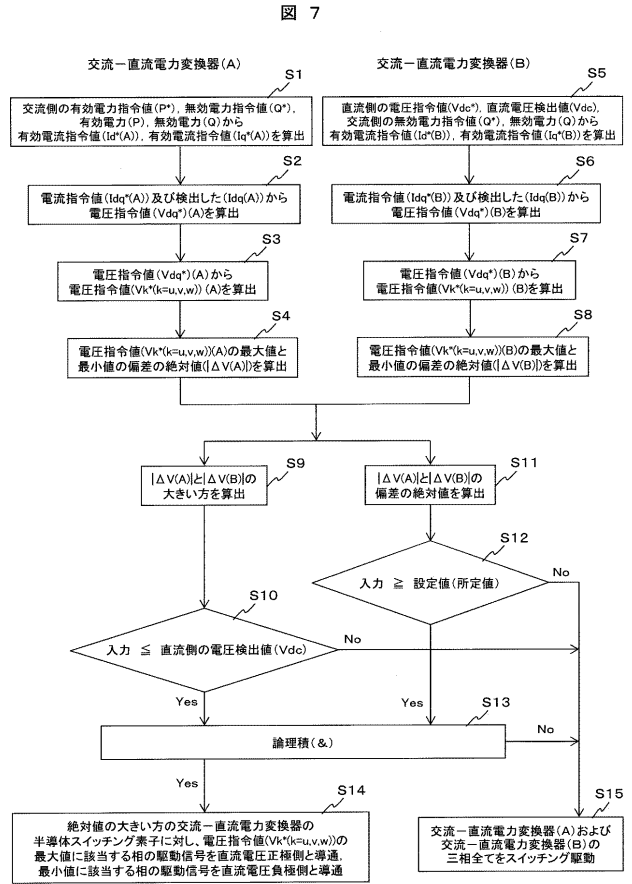 図 7
交流－直流電力変換器(A)
S1
交流側の有効電力指令値(P*), 無効電力指令値(Q*),
有効電力(P), 無効電力(Q)から
有効電流指令値(Id*(A)), 有効電流指令値(Iq*(A))を算出
S2
電流指令値(Idq*(A))及び検出した(Idq(A))から
電圧指令値(Vdq*)(A)を算出
S3
電圧指令値(Vdq*)(A)から
電圧指令値(Vk*(k=u,v,w)) (A)を算出
S4
電圧指令値(Vk*(k=u,v,w))(A)の最大値と
最小値の偏差の絶対値(|ΔV(A)|)を算出
交流－直流電力変換器(B)
S5
直流側の電圧指令値(Vdc*), 直流電圧検出値(Vdc),
交流側の無効電力指令値(Q*), 無効電力(Q)から
有効電流指令値(Id*(B)), 有効電流指令値(Iq*(B))を算出
S6
電流指令値(Idq*(B))及び検出した(Idq(B))から
電圧指令値(Vdq*)(B)を算出
S7
電圧指令値(Vdq*)(B)から
電圧指令値(Vk*(k=u,v,w)) (B)を算出
S8
電圧指令値(Vk*(k=u,v,w))(B)の最大値と
最小値の偏差の絶対値(|ΔV(B)|)を算出
S9
|ΔV(A)|と|ΔV(B)|の
大きい方を算出
S11
|ΔV(A)|と|ΔV(B)|の
偏差の絶対値を算出
S12
入力 ≧ 設定値(所定値)
No
S10
入力 ≦ 直流側の電圧検出値(Vdc)
No
Yes
Yes
S13
論理積(&)
No
Yes
S14
絶対値の大きい方の交流－直流電力変換器の
半導体スイッチング素子に対し、電圧指令値(Vk*(k=u,v,w))の
最大値に該当する相の駆動信号を直流電圧正極側と導通,
最小値に該当する相の駆動信号を直流電圧負極側と導通
S15
交流－直流電力変換器(A)および
交流－直流電力変換器(B)の
三相全てをスイッチング駆動